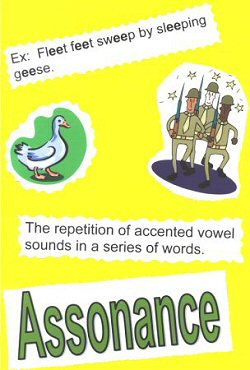 Ex: Fleet feet sweep by sleeping
geese.
The repetition of accented vowel
sounds in a series of words.
Assonance